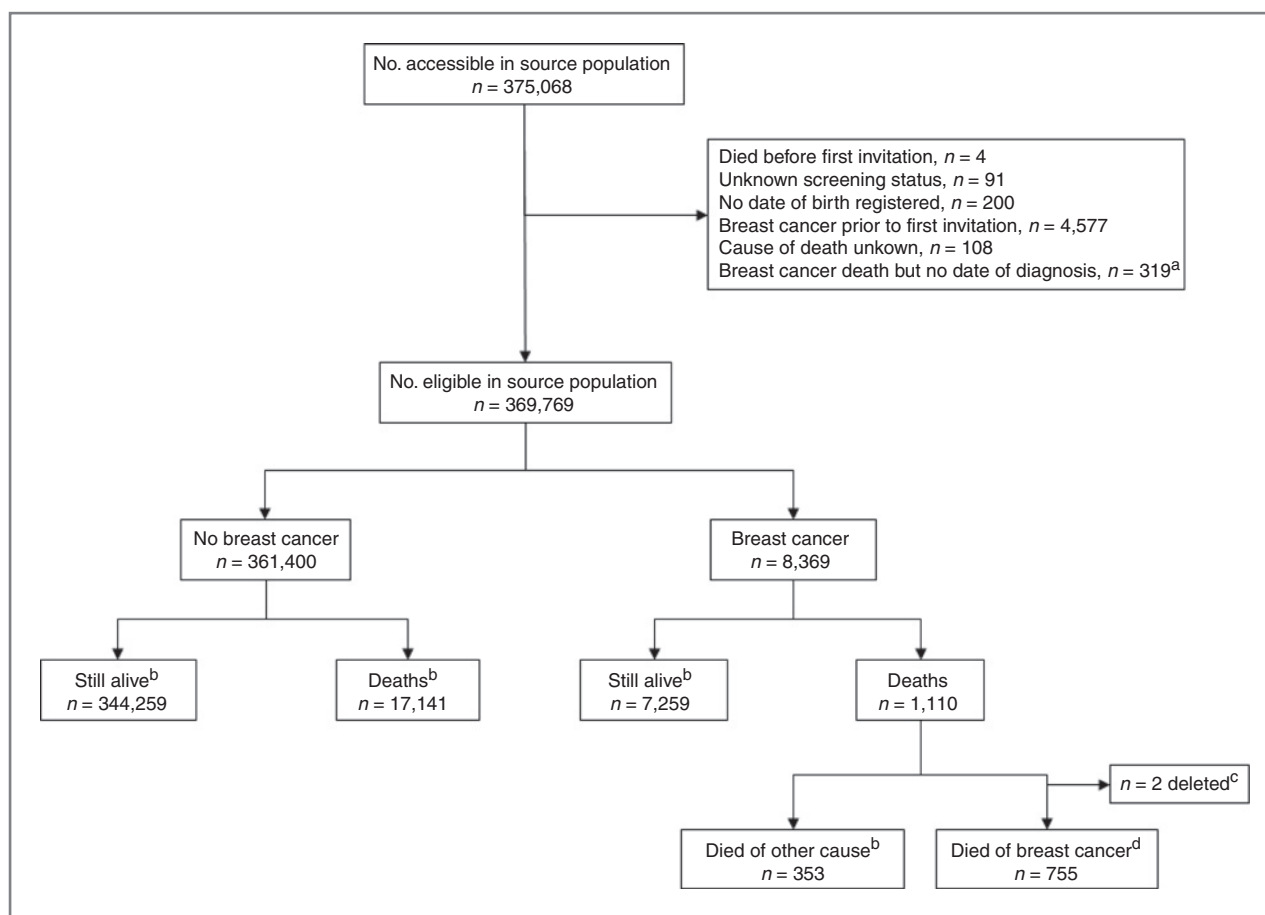 No. accessible in source population
n = 375,068
Died before first invitation, n = 4
Unknown screening status, n = 91
No date of birth registered, n = 200
Breast cancer prior to first invitation, n = 4,577
Cause of death unkown, n = 108
Breast cancer death but no date of diagnosis, n = 319a
No. eligible in source population
n = 369,769
No breast cancer
n = 361,400
Breast cancer
n = 8,369
Still aliveb
n = 344,259
Deathsb
n = 17,141
Still aliveb
n = 7,259
Deaths
n = 1,110
n = 2 deletedc
Died of other causeb
n = 353
Died of breast cancerd
n = 755